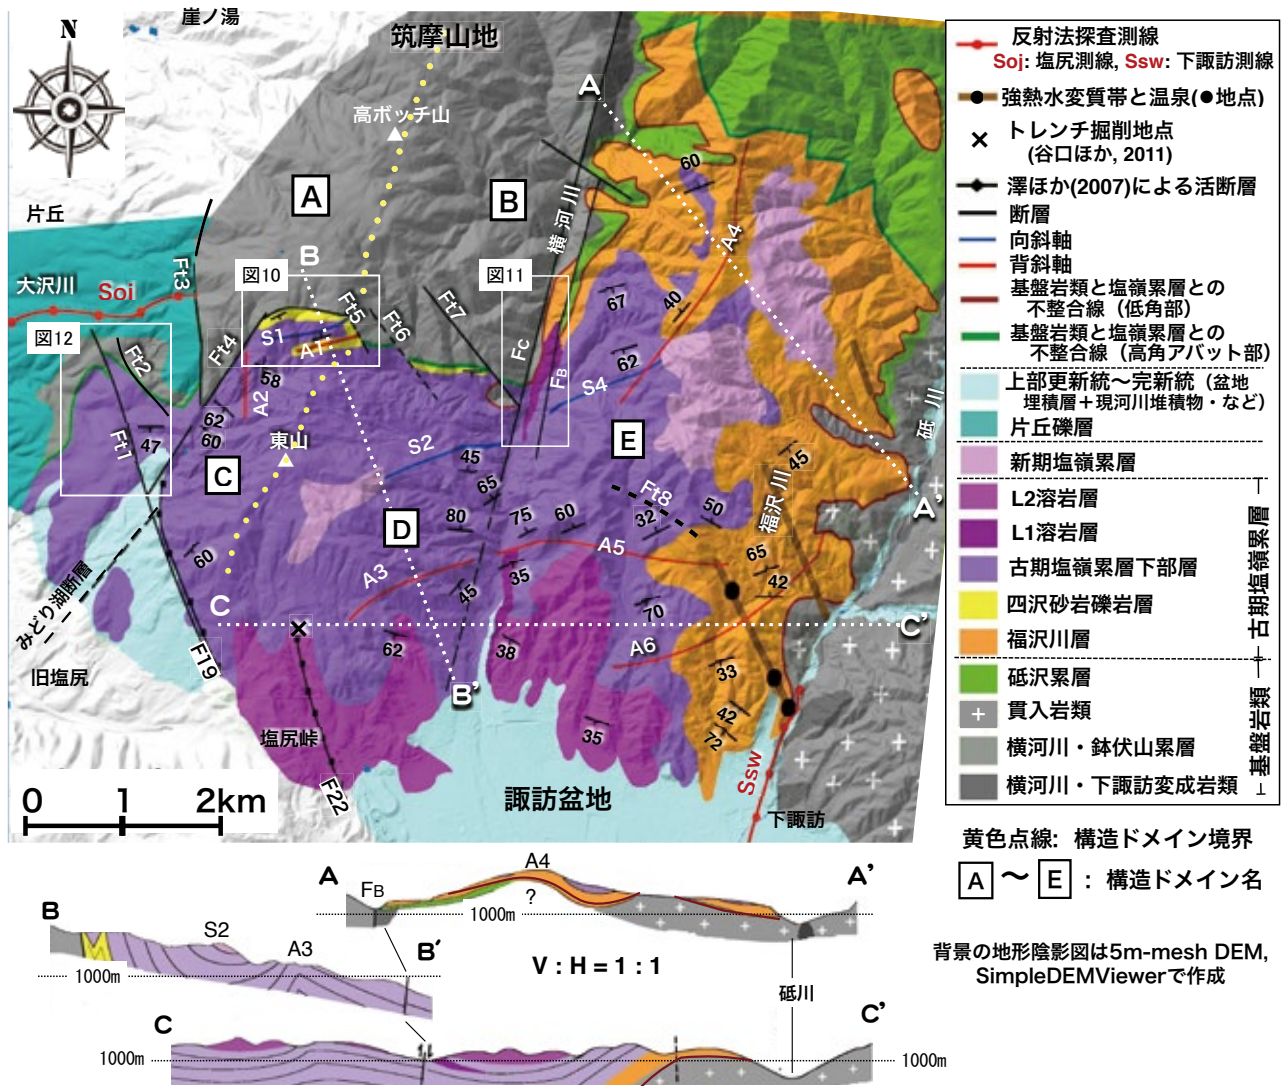 崖ノ湯
筑摩山地
N
A
高ボッチ山
60
片丘
A
B
横河川
A4
B
図10
図11
大沢川
Soj
Ft3
67
40
Ft5
Ft6
Ft7
S1
A1
図12
Ft2
Ft4
Fc
FB
62
58
S4
A2
62
60
砥川
東山
47
Ft1
S2
45
E
45
C
65
Ft8
福沢川
50
A'
D
80
75
60
32
A5
65
60
A3
35
42
45
みどり湖断層
C
70
C'
F19
62
38
A6
33
旧塩尻
B'
42
72
塩尻峠
35
Ssw
F22
0 1 2km
諏訪盆地
下諏訪
反射法探査測線
Soj: 塩尻測線, Ssw: 下諏訪測線
強熱水変質帯と温泉(●地点)
トレンチ掘削地点
(谷口ほか, 2011)
澤ほか(2007)による活断層
断層
向斜軸
背斜軸
基盤岩類と塩嶺累層との
不整合線（低角部）
基盤岩類と塩嶺累層との
不整合線（高角アバット部）
上部更新統〜完新統（盆地
埋積層＋現河川堆積物・など）
片丘礫層
新期塩嶺累層
L2溶岩層
L1溶岩層
古期塩嶺累層下部層
四沢砂岩礫岩層
福沢川層
古期塩嶺累層
砥沢累層
貫入岩類
横河川・鉢伏山累層
横河川・下諏訪変成岩類
基盤岩類
黄色点線: 構造ドメイン境界
A 〜 E : 構造ドメイン名
背景の地形陰影図は5m-mesh DEM,
SimpleDEMViewerで作成
A
FB
A4
?
1000m
A'
B
S2
A3
1000m
B'
V : H = 1 : 1
砥川
C
C'
1000m
1000m